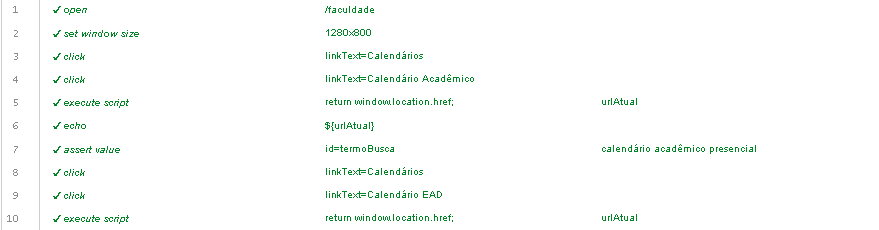 1 ✓ open /faculdade
2 ✓ set window size 1280x800
3 ✓ click linkText=Calendários
4 ✓ click linkText=Calendário Acadêmico
5 ✓ execute script return window.location.href; urlAtual
6 ✓ echo ${urlAtual}
7 ✓ assert value id=termoBusca calendário acadêmico presencial
8 ✓ click linkText=Calendários
9 ✓ click linkText=Calendário EAD
10 ✓ execute script return window.location.href; urlAtual